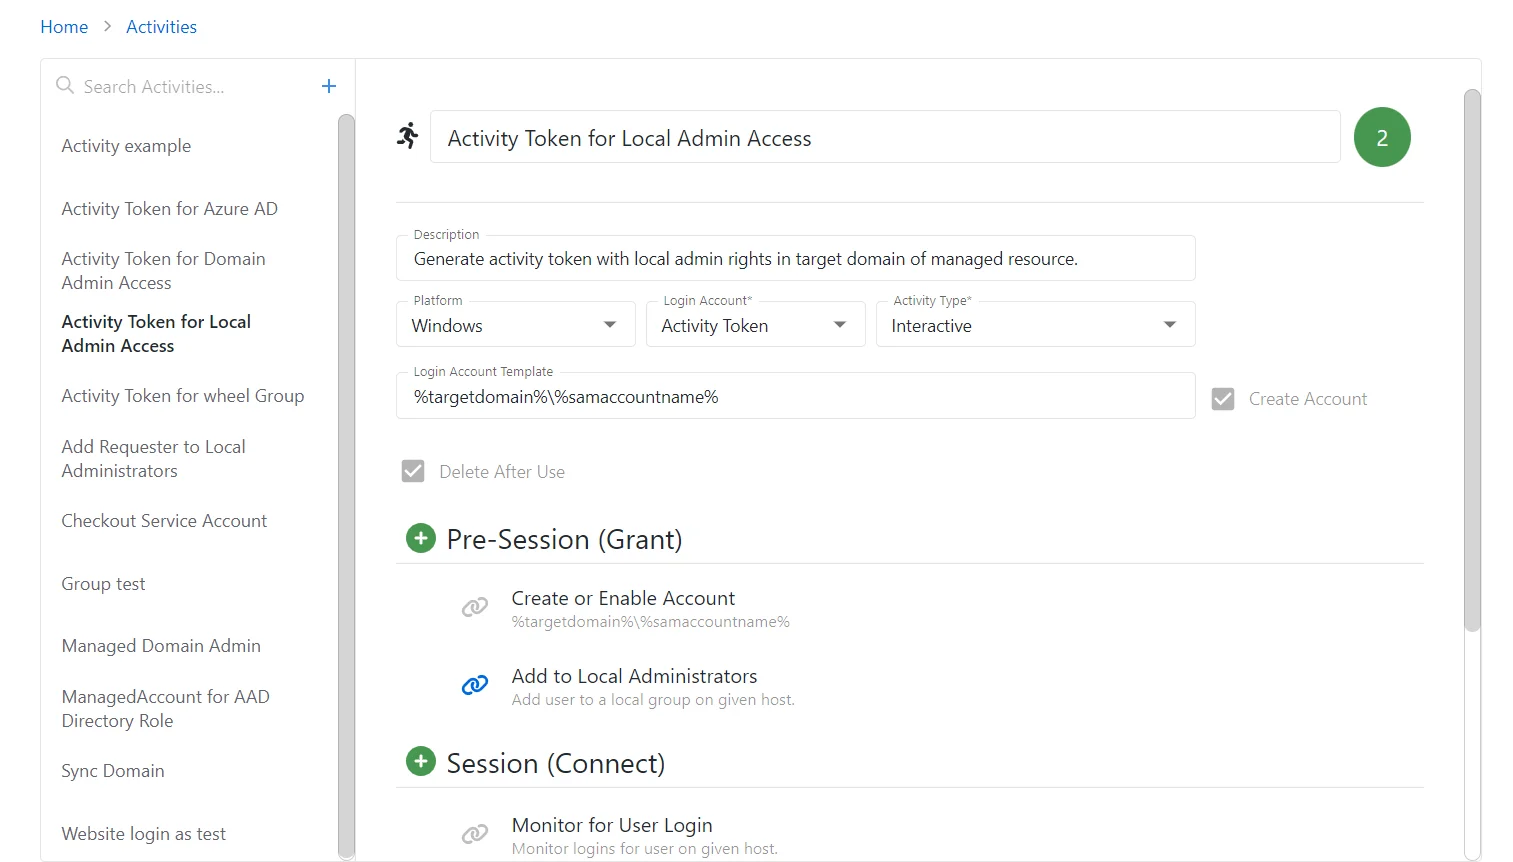 Home > Activities
Search Activities... +
Activity example
Activity Token for Azure AD
Activity Token for Domain
Admin Access
Activity Token for Local
Admin Access
Activity Token for wheel Group
Add Requester to Local
Administrators
Checkout Service Account
Group test
Managed Domain Admin
ManagedAccount for AAD
Directory Role
Sync Domain
Website login as test
Activity Token for Local Admin Access
2
Description
Generate activity token with local admin rights in target domain of managed resource.
Platform
Windows
Login Account*
Activity Token
Activity Type*
Interactive
Login Account Template
%targetdomain%\%samaccountname%
Create Account
Delete After Use
Pre-Session (Grant)
Create or Enable Account
%targetdomain%\%samaccountname%
Add to Local Administrators
Add user to a local group on given host.
Session (Connect)
Monitor for User Login
Monitor logins for user on given host.